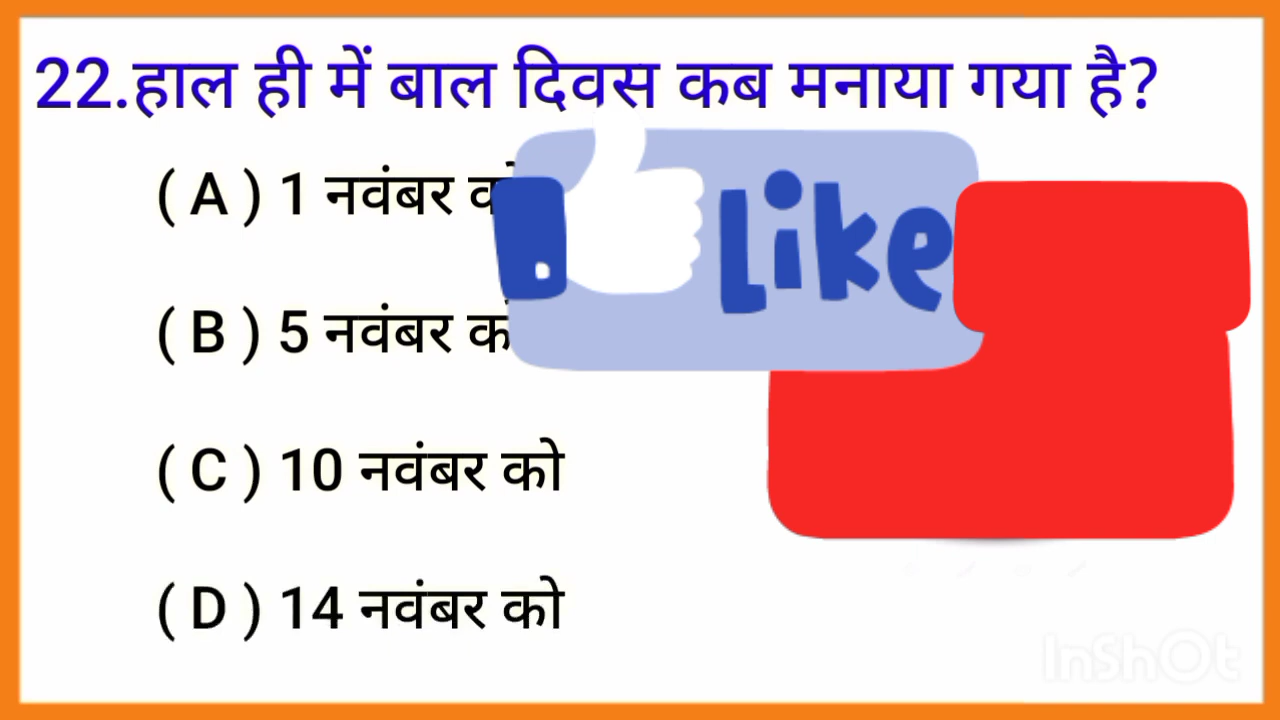 22.हाल ही में बाल दिवस कब मनाया गया है?
( A ) 1 नवंबर
Like
( B ) 5 नवंबर
( C ) 10 नवंबर को
( D ) 14 नवंबर को
InShOt